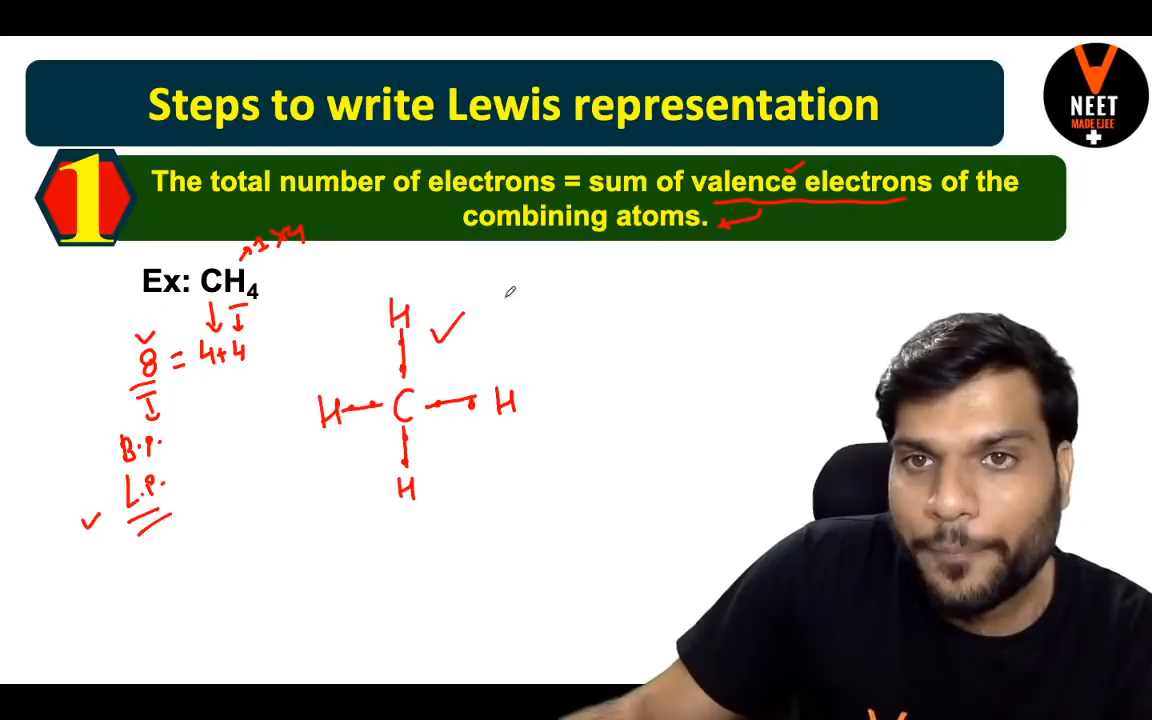 Steps to write Lewis representation
NEET
MADE EJEE
1
The total number of electrons = sum of valence electrons of the
combining atoms.
1×4
Ex: CH₄
8 = 4+4
B.P.
L.P.
H
H C H
H